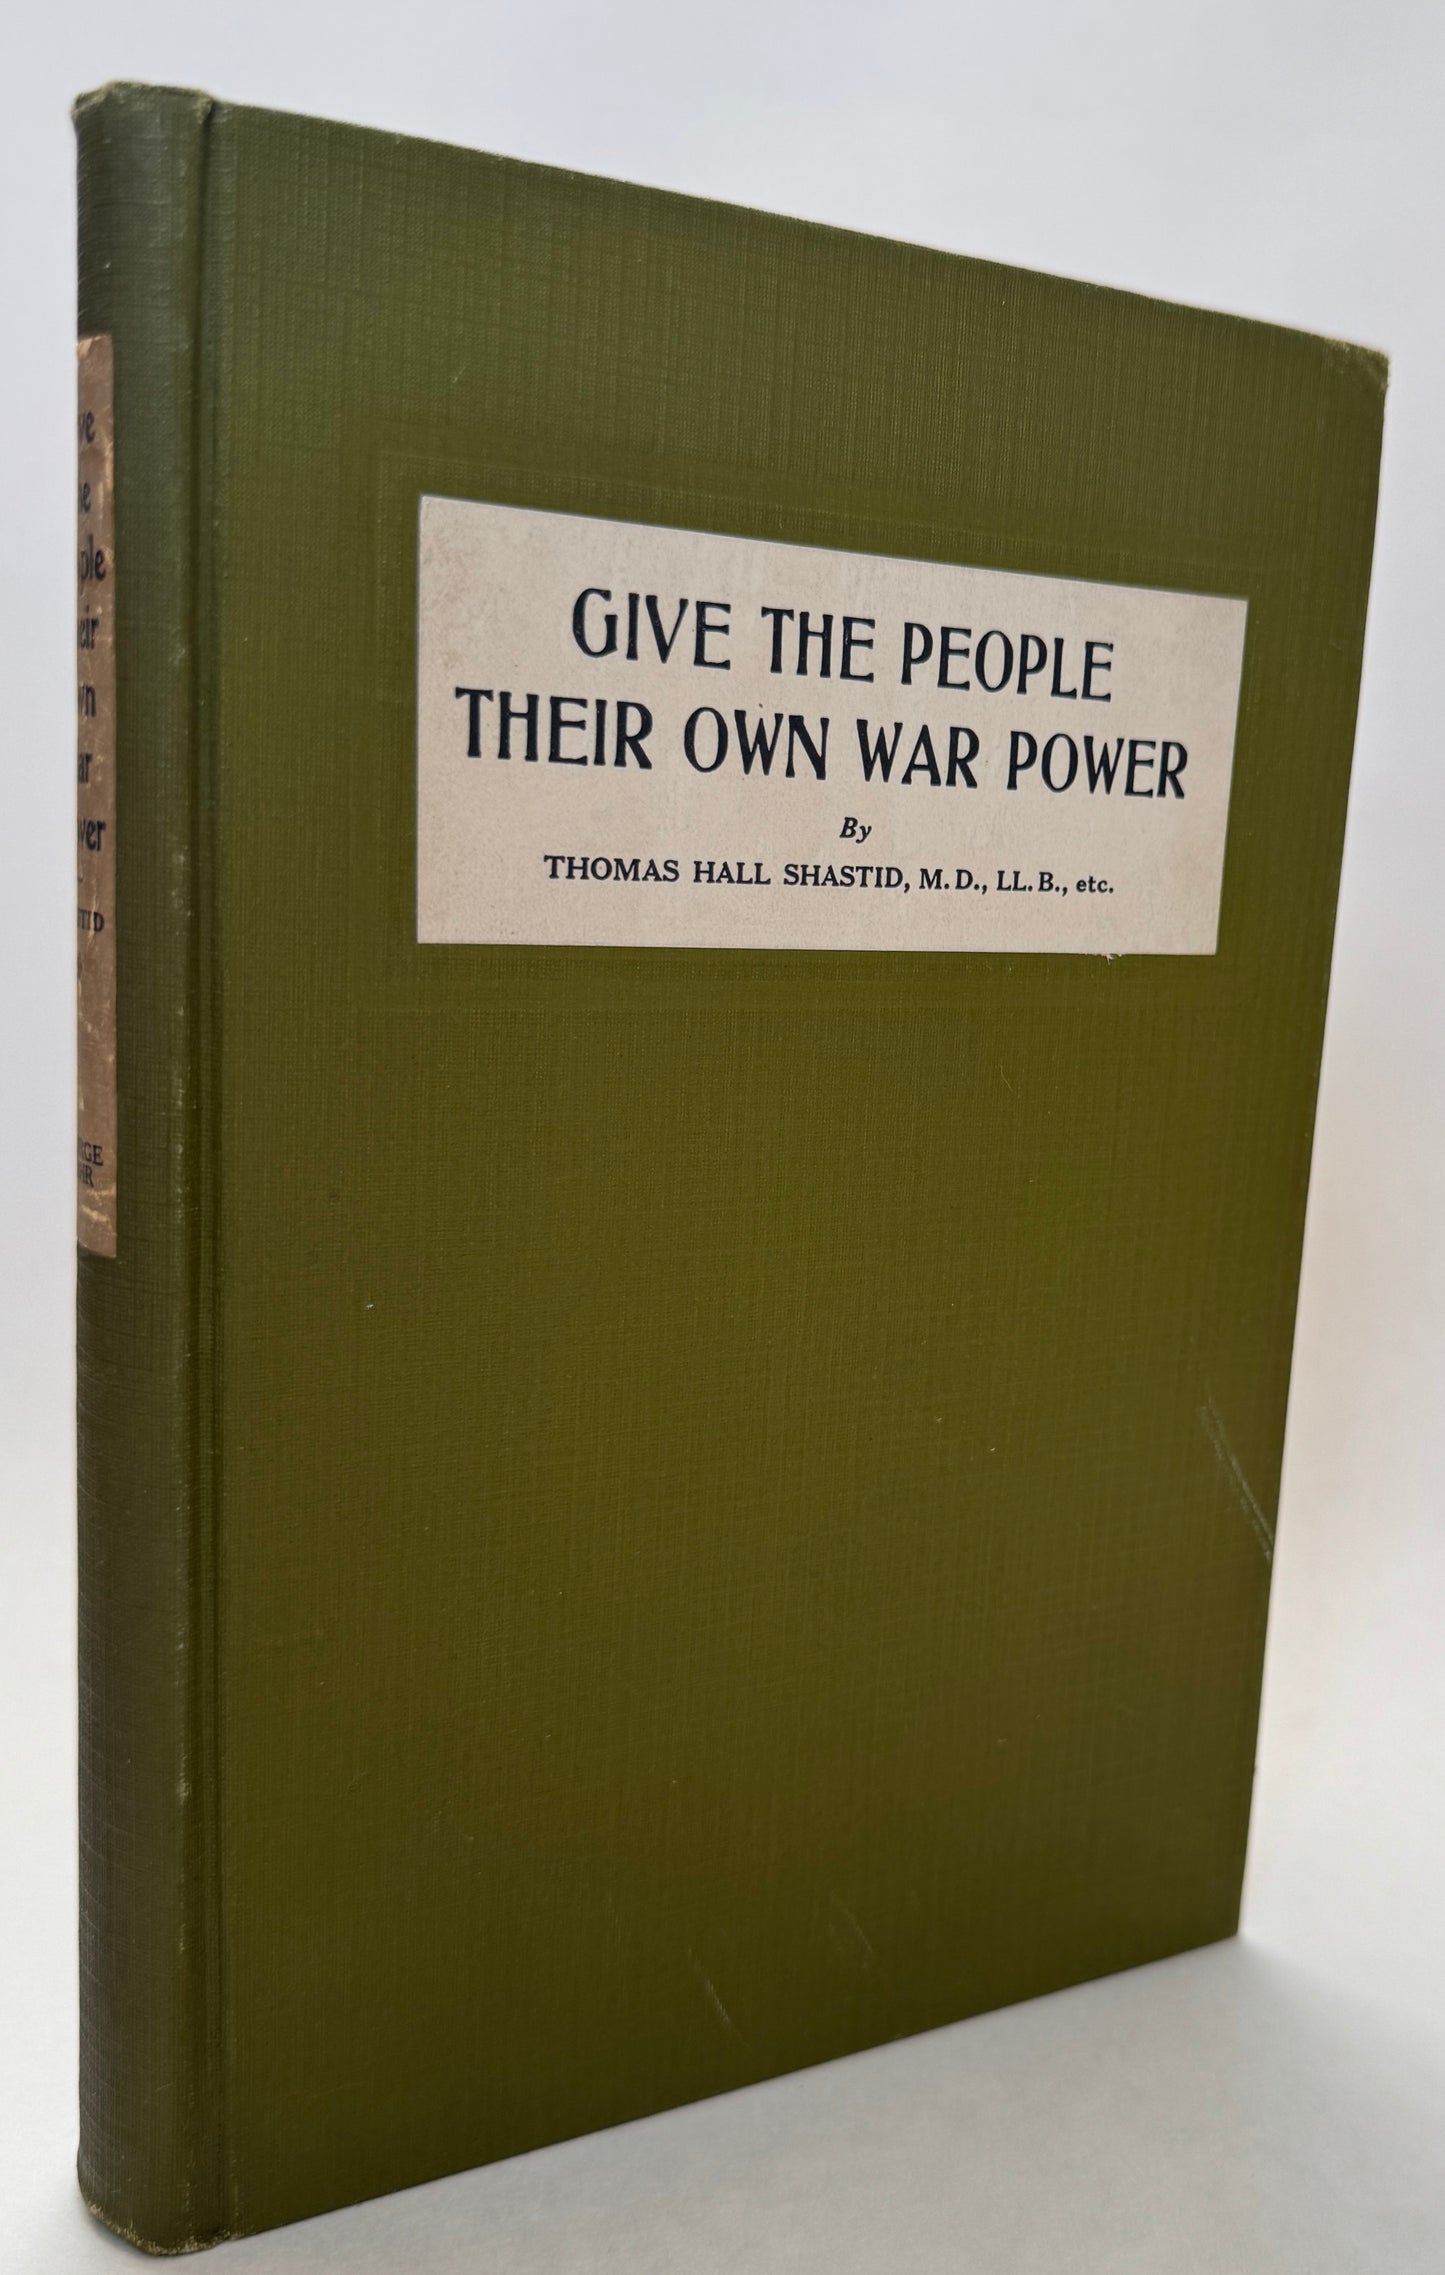 GIVE THE PEOPLE
THEIR OWN WAR POWER
By
THOMAS HALL SHASTID, M.D., LL.B., etc.